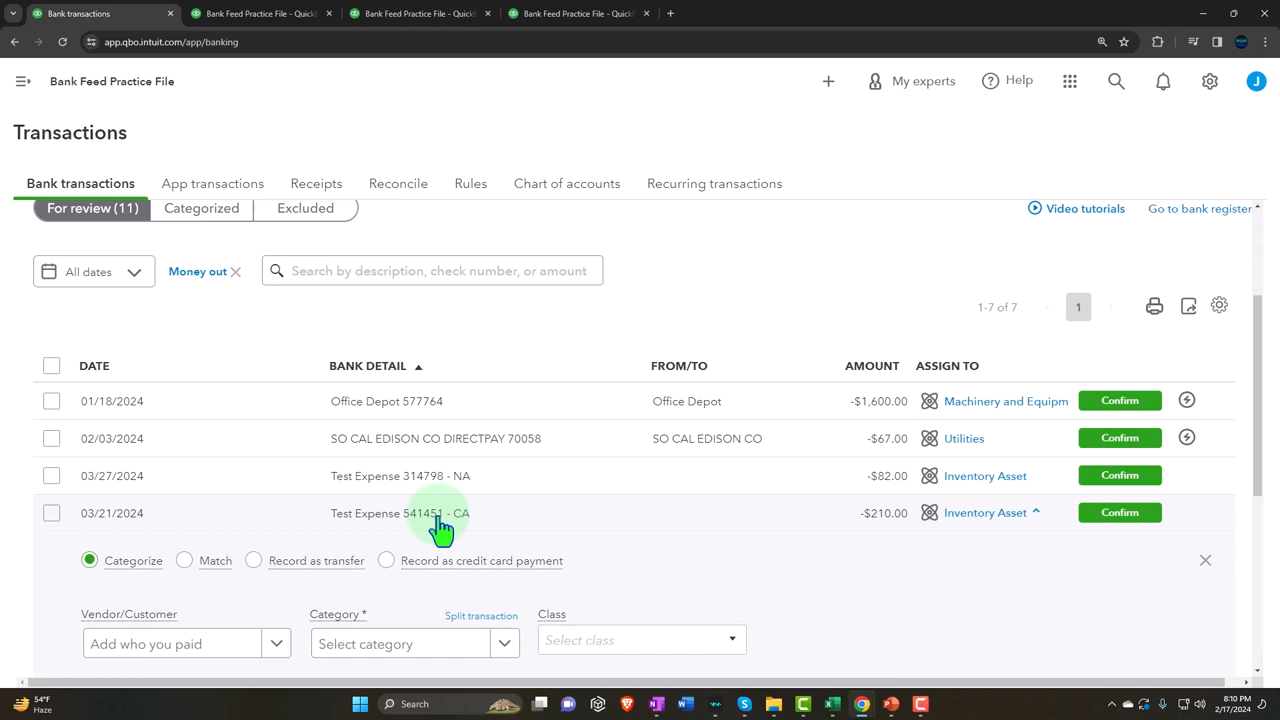 Bank transactions
Bank Feed Practice File - Quick
Bank Feed Practice File - Quick
Bank Feed Practice File - Quick
app.qbo.intuit.com/app/banking
Bank Feed Practice File
My experts
Help
J
Transactions
Bank transactions
App transactions
Receipts
Reconcile
Rules
Chart of accounts
Recurring transactions
For review (11)
Categorized
Excluded
Video tutorials
Go to bank register
All dates
Money out
Search by description, check number, or amount
1-7 of 7
1
DATE BANK DETAIL FROM/TO AMOUNT ASSIGN TO
01/18/2024 Office Depot 577764 Office Depot -$1,600.00 Machinery and Equipm Confirm
02/03/2024 SO CAL EDISON CO DIRECTPAY 70058 SO CAL EDISON CO -$67.00 Utilities Confirm
03/27/2024 Test Expense 314798 - NA -$82.00 Inventory Asset Confirm
03/21/2024 Test Expense 541451 - CA -$210.00 Inventory Asset Confirm
Categorize Match Record as transfer Record as credit card payment
Vendor/Customer Category * Split transaction Class
Add who you paid Select category Select class
54°F
Haze
Search
8:10 PM
2/17/2024